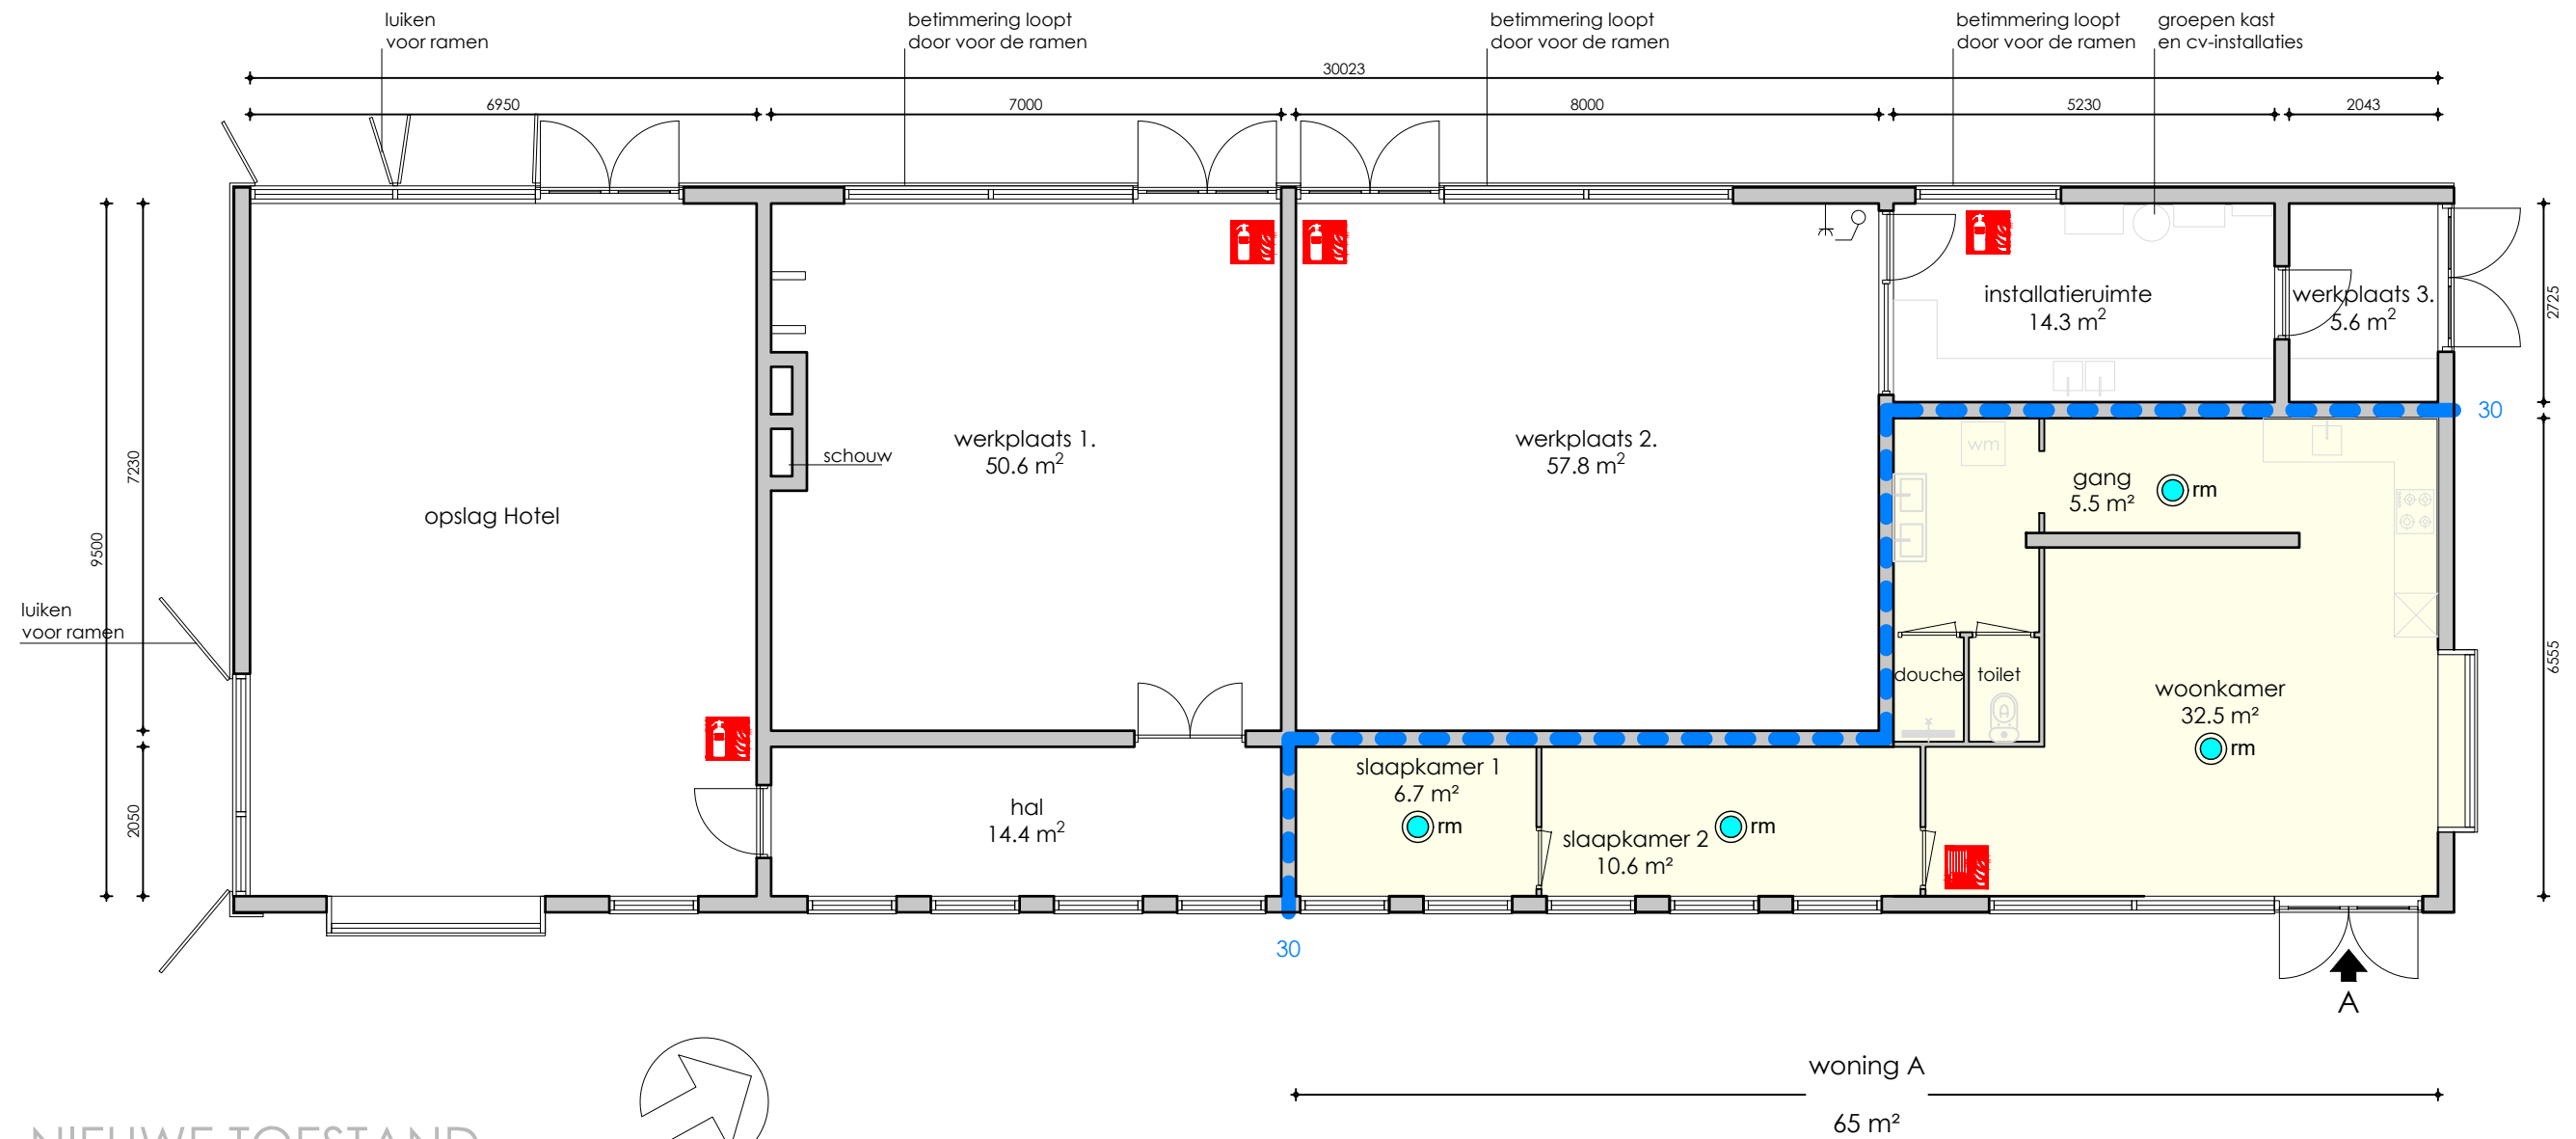 luiken
voor ramen
betimmering loopt
door voor de ramen
betimmering loopt
door voor de ramen
betimmering loopt
door voor de ramen
groepen kast
en cv-installaties
30023
6950
7000
8000
5230
2043
installatieruimte
14.3 m²
werkplaats 3.
5.6 m²
2725
30
werkplaats 1.
50.6 m²
schouw
werkplaats 2.
57.8 m²
wm
gang
5.5 m²
rm
7230
9500
opslag Hotel
luiken
voor ramen
douche
toilet
woonkamer
32.5 m²
rm
6555
slaapkamer 1
6.7 m²
rm
slaapkamer 2
10.6 m²
rm
hal
14.4 m²
2050
30
A
woning A
65 m²
NIEUWE TOESTAND